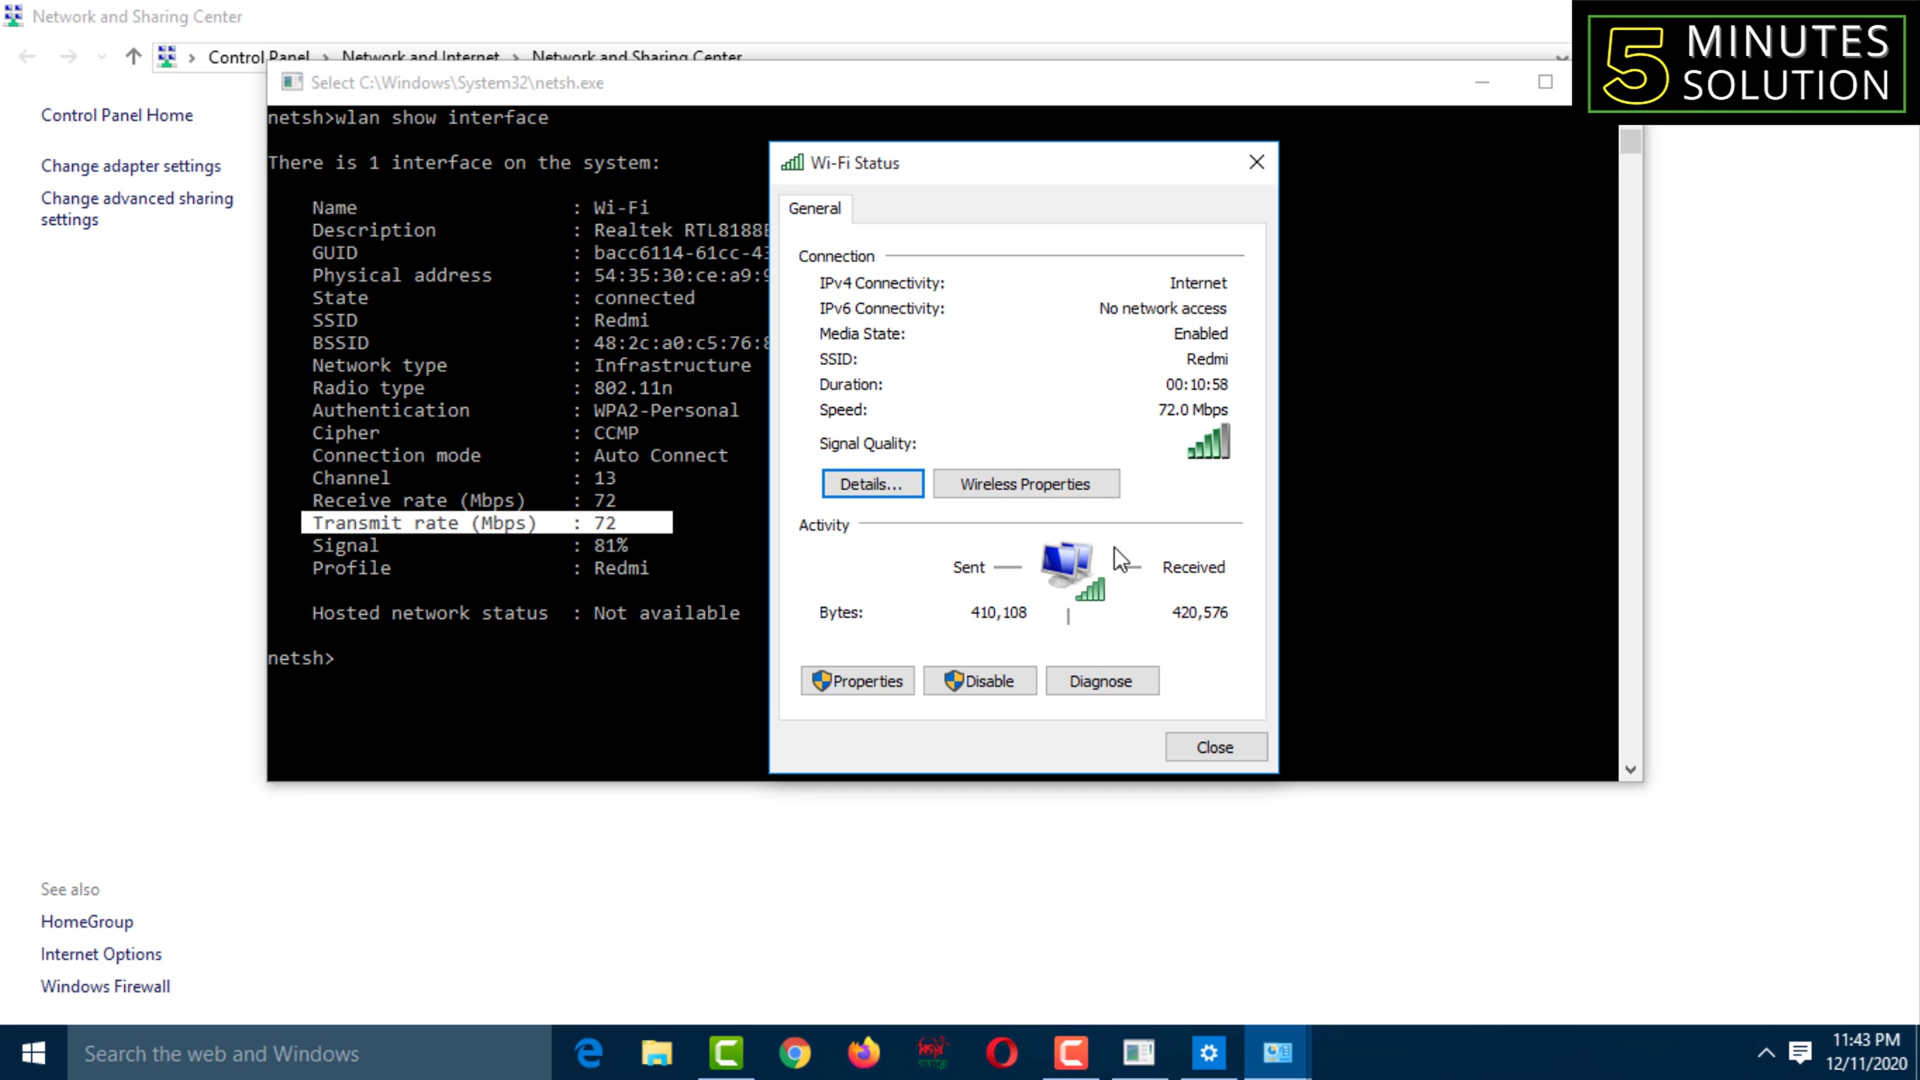 Network and Sharing Center
Control Panel > Network and Internet > Network and Sharing Center
5 MINUTES
SOLUTION
Control Panel Home
Change adapter settings
Change advanced sharing
settings
See also
HomeGroup
Internet Options
Windows Firewall
Select C:\Windows\System32\netsh.exe
netsh>wlan show interface
There is 1 interface on the system:
Name : Wi-Fi
Description : Realtek RTL8188E
GUID : bacc6114-61cc-43
Physical address : 54:35:30:ce:a9:9
State : connected
SSID : Redmi
BSSID : 48:2c:a0:c5:76:8
Network type : Infrastructure
Radio type : 802.11n
Authentication : WPA2-Personal
Cipher : CCMP
Connection mode : Auto Connect
Channel : 13
Receive rate (Mbps) : 72
Transmit rate (Mbps) : 72
Signal : 81%
Profile : Redmi
Hosted network status : Not available
netsh>
Wi-Fi Status
General
Connection
IPv4 Connectivity: Internet
IPv6 Connectivity: No network access
Media State: Enabled
SSID: Redmi
Duration: 00:10:58
Speed: 72.0 Mbps
Signal Quality:
Details... Wireless Properties
Activity
Sent Received
Bytes: 410,108 420,576
Properties Disable Diagnose
Close
Search the web and Windows
11:43 PM
12/11/2020